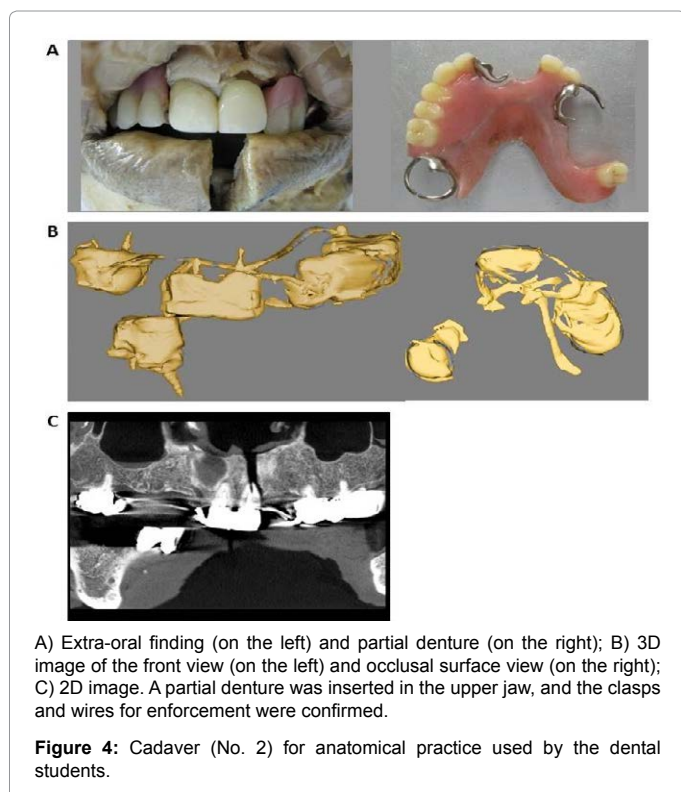 A
B
C
A) Extra-oral finding (on the left) and partial denture (on the right); B) 3D
image of the front view (on the left) and occlusal surface view (on the right);
C) 2D image. A partial denture was inserted in the upper jaw, and the clasps
and wires for enforcement were confirmed.
Figure 4: Cadaver (No. 2) for anatomical practice used by the dental
students.